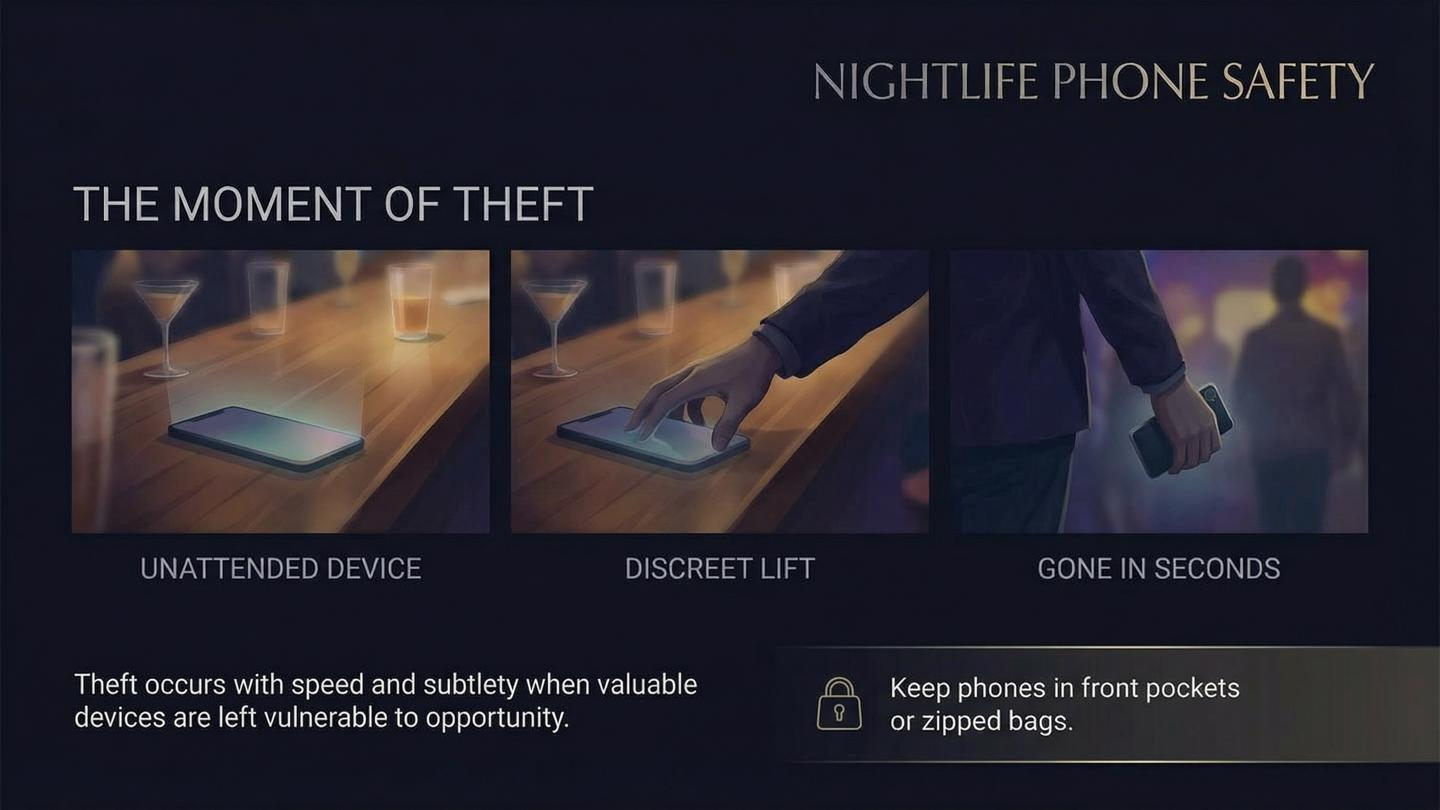 NIGHTLIFE PHONE SAFETY
THE MOMENT OF THEFT
UNATTENDED DEVICE
DISCREET LIFT
GONE IN SECONDS
Theft occurs with speed and subtlety when valuable
devices are left vulnerable to opportunity.
Keep phones in front pockets
or zipped bags.